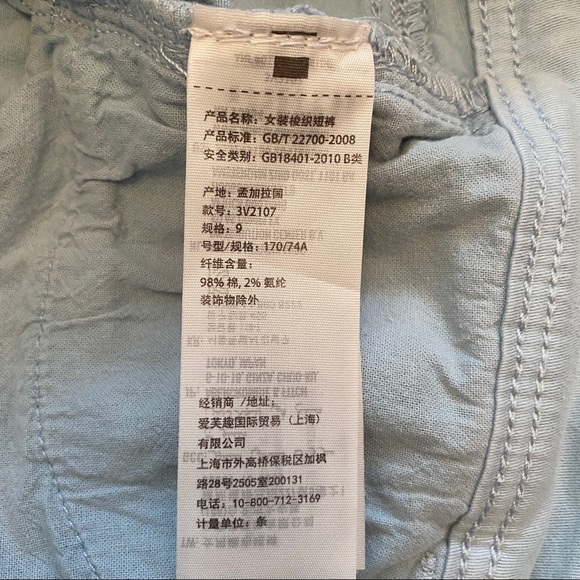 产品名称: 女装梭织短裤
产品标准: GB/T 22700-2008
安全类别: GB18401-2010 B类
产地: 孟加拉国
款号: 3V2107
规格: 9
号型/规格: 170/74A
纤维含量:
98% 棉, 2% 氨纶
装饰物除外
经销商 /地址:
爱芙趣国际贸易（上海）
有限公司
上海市外高桥保税区加枫
路28号2505室200131
电话: 10-800-712-3169
计量单位: 条